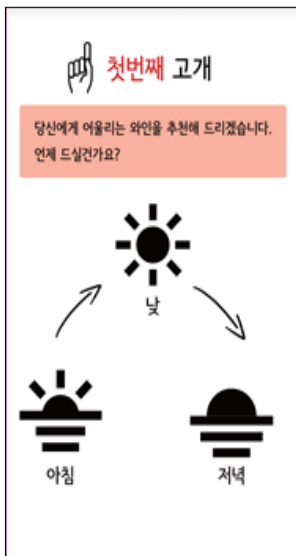 첫번째 고개
당신에게 어울리는 와인을 추천해 드리겠습니다.
언제 드실건가요?
낮
아침
저녁